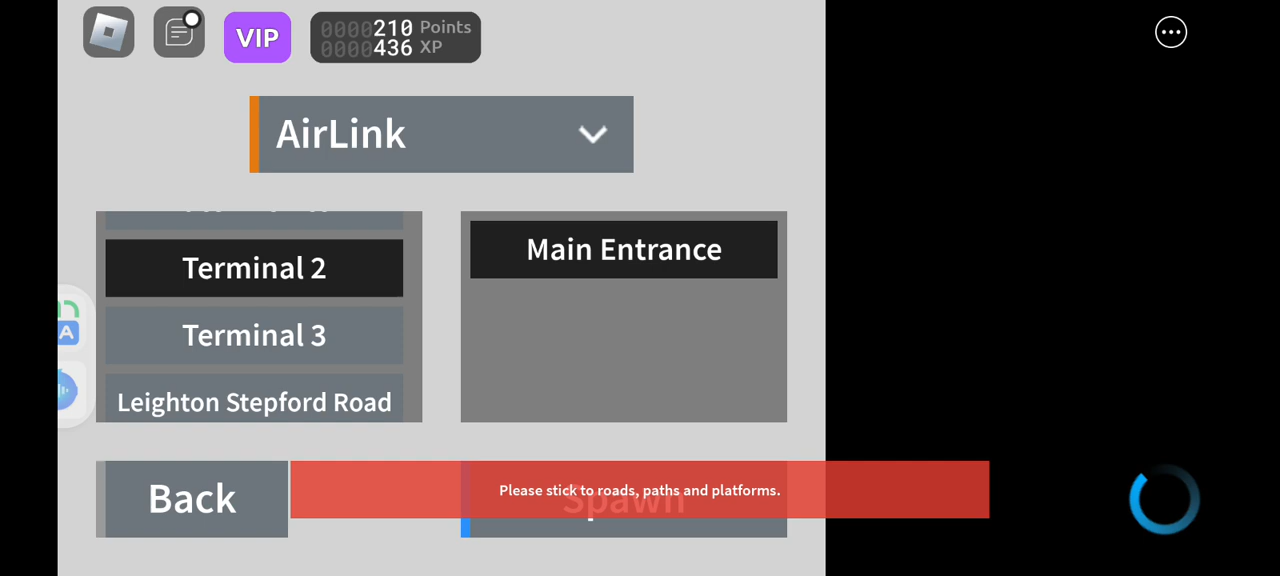 VIP
0000210 Points
0000436 XP
AirLink
Terminal 2
Main Entrance
Terminal 3
Leighton Stepford Road
Back
Spawn
Please stick to roads, paths and platforms.
A